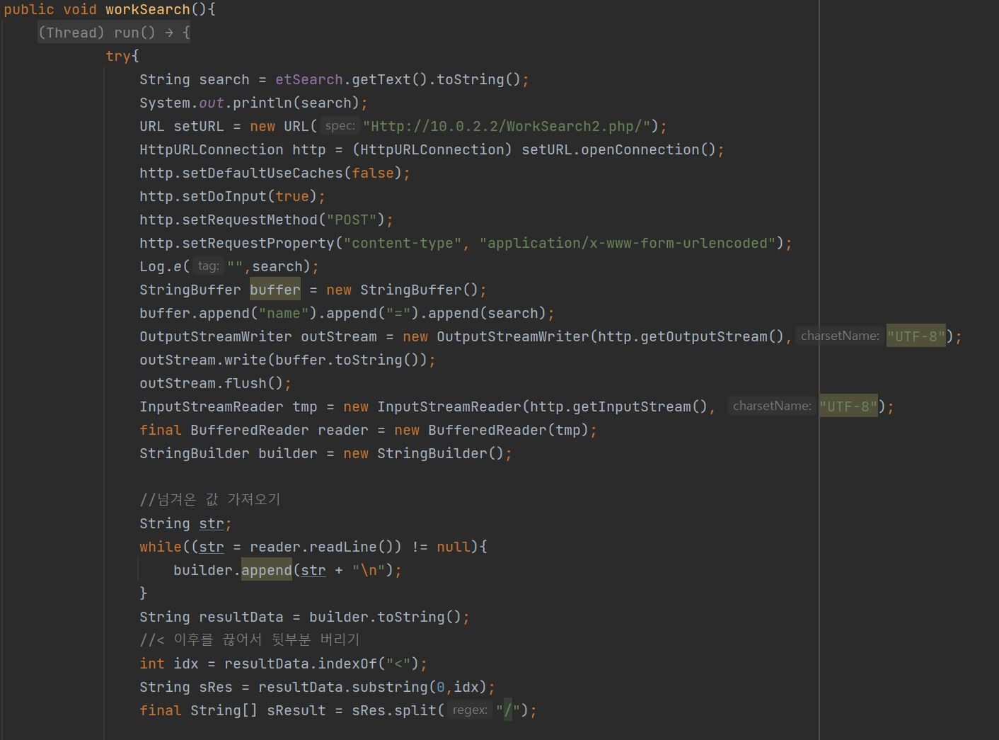 public void workSearch(){
(Thread) run() → {
try{
String search = etSearch.getText().toString();
System.out.println(search);
URL setURL = new URL( spec: "Http://10.0.2.2/WorkSearch2.php/");
HttpURLConnection http = (HttpURLConnection) setURL.openConnection();
http.setDefaultUseCaches(false);
http.setDoInput(true);
http.setRequestMethod("POST");
http.setRequestProperty("content-type", "application/x-www-form-urlencoded");
Log.e( tag: "",search);
StringBuffer buffer = new StringBuffer();
buffer.append("name").append("=").append(search);
OutputStreamWriter outStream = new OutputStreamWriter(http.getOutputStream(), charsetName: "UTF-8");
outStream.write(buffer.toString());
outStream.flush();
InputStreamReader tmp = new InputStreamReader(http.getInputStream(), charsetName: "UTF-8");
final BufferedReader reader = new BufferedReader(tmp);
StringBuilder builder = new StringBuilder();
//넘겨온 값 가져오기
String str;
while((str = reader.readLine()) != null){
builder.append(str + "\n");
}
String resultData = builder.toString();
//< 이후를 끊어서 뒷부분 버리기
int idx = resultData.indexOf("<");
String sRes = resultData.substring(0,idx);
final String[] sResult = sRes.split( regex: "/");